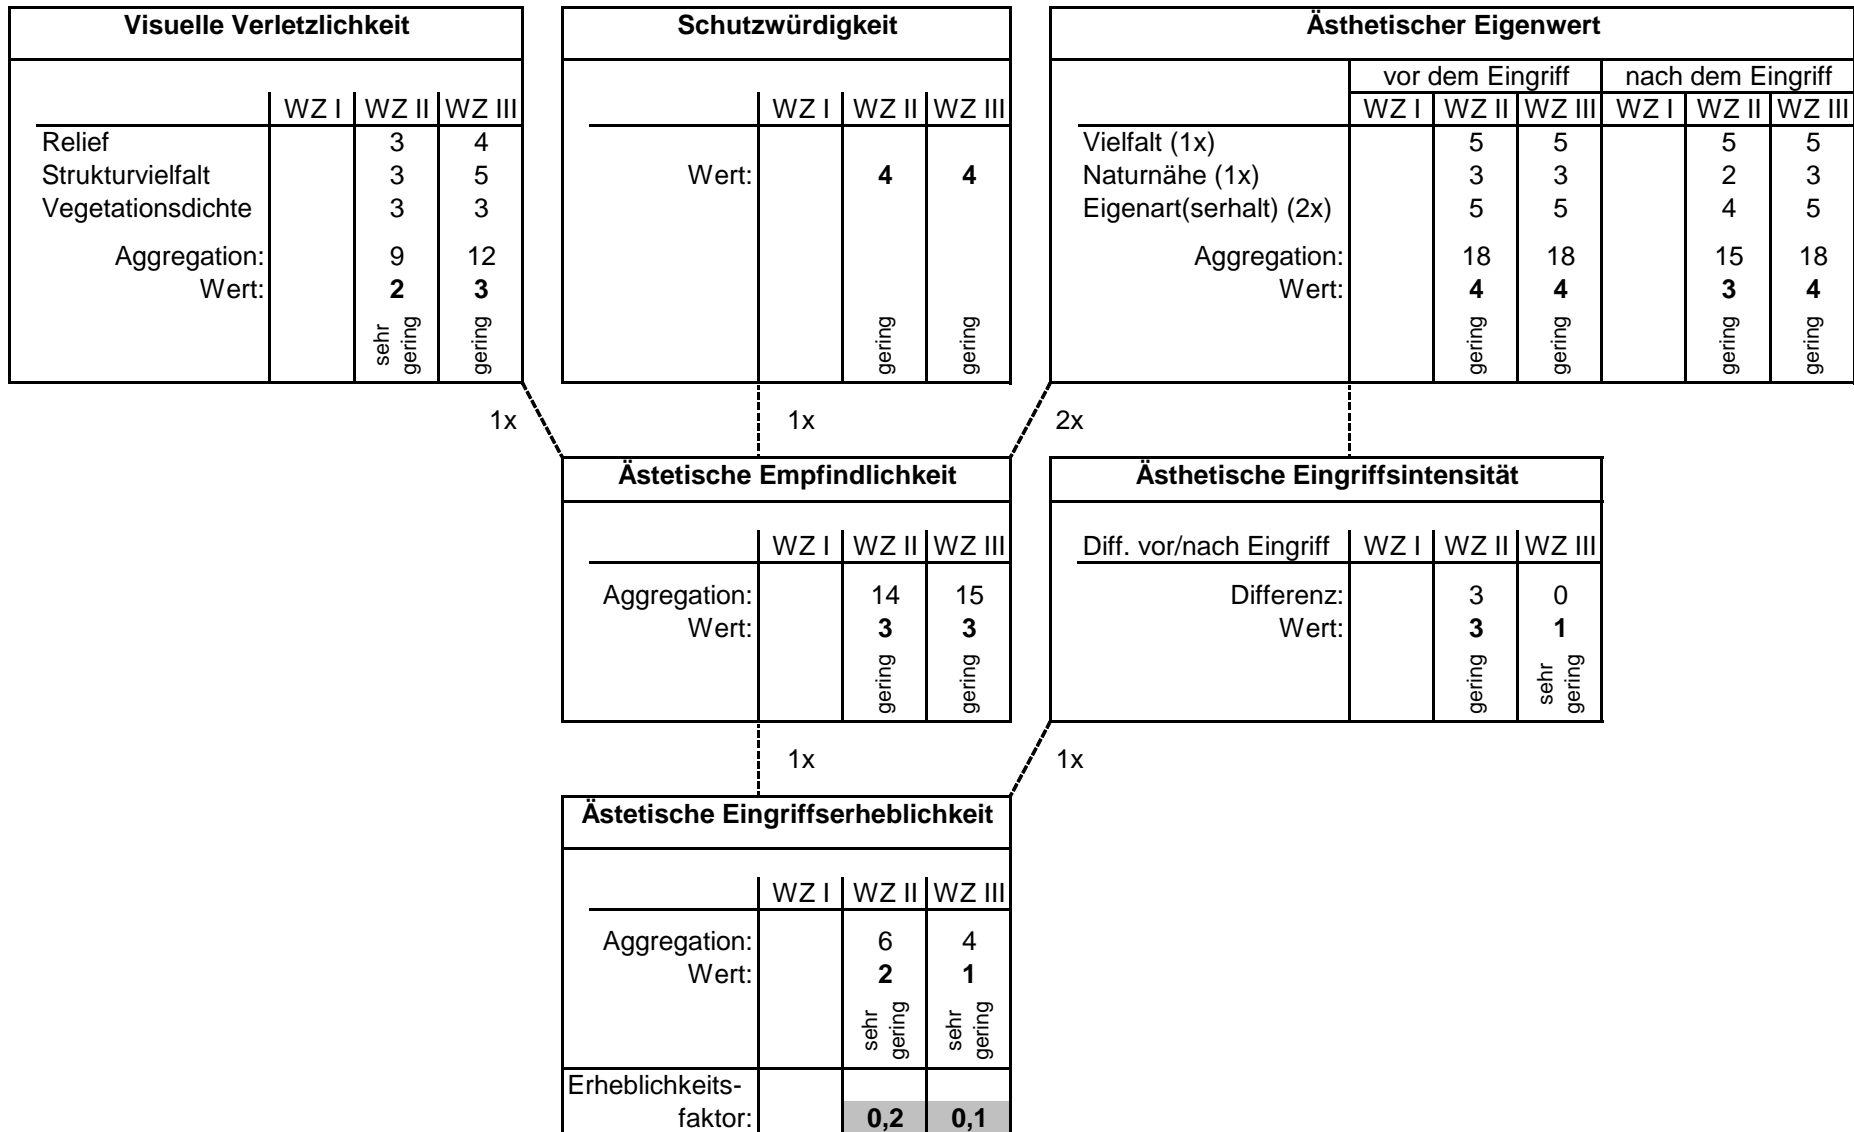 Visuelle Verletzlichkeit
WZ I WZ II WZ III
Relief 3 4
Strukturvielfalt 3 5
Vegetationsdichte 3 3
Aggregation: 9 12
Wert: 2 3
sehr gering gering
Schutzwürdigkeit
WZ I WZ II WZ III
Wert: 4 4
gering gering
Ästhetischer Eigenwert
vor dem Eingriff nach dem Eingriff
WZ I WZ II WZ III WZ I WZ II WZ III
Vielfalt (1x) 5 5 5 5
Naturnähe (1x) 3 3 2 3
Eigenart(serhalt) (2x) 5 5 4 5
Aggregation: 18 18 15 18
Wert: 4 4 3 4
gering gering gering gering
1x 1x 2x
Ästetische Empfindlichkeit
WZ I WZ II WZ III
Aggregation: 14 15
Wert: 3 3
gering gering
Ästhetische Eingriffsintensität
Diff. vor/nach Eingriff WZ I WZ II WZ III
Differenz: 3 0
Wert: 3 1
gering sehr gering
1x 1x
Ästetische Eingriffserheblichkeit
WZ I WZ II WZ III
Aggregation: 6 4
Wert: 2 1
sehr gering sehr gering
Erheblichkeits-
faktor: 0,2 0,1